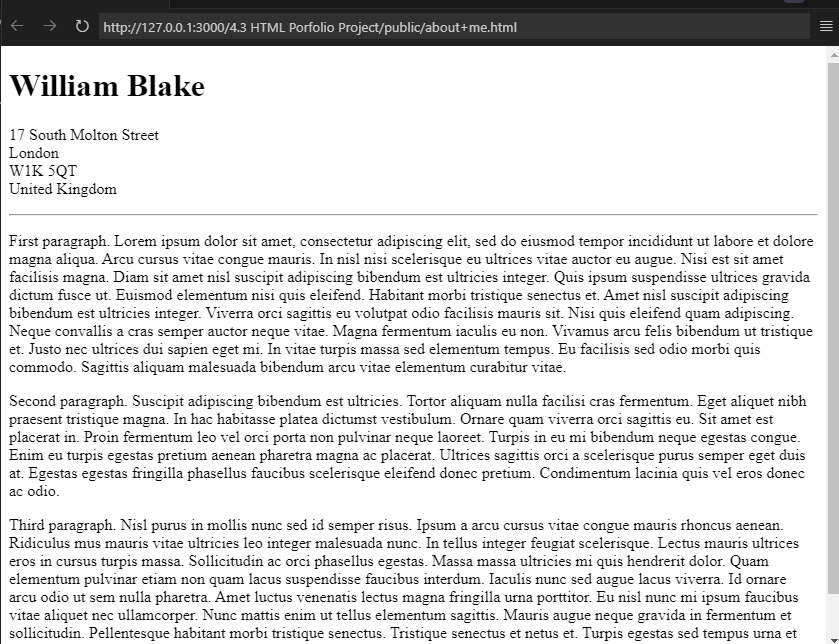 http://127.0.0.1:3000/4.3 HTML Porfolio Project/public/about+me.html
William Blake
17 South Molton Street
London
W1K 5QT
United Kingdom
First paragraph. Lorem ipsum dolor sit amet, consectetur adipiscing elit, sed do eiusmod tempor incididunt ut labore et dolore
magna aliqua. Arcu cursus vitae congue mauris. In nisl nisi scelerisque eu ultrices vitae auctor eu augue. Nisi est sit amet
facilisis magna. Diam sit amet nisl suscipit adipiscing bibendum est ultricies integer. Quis ipsum suspendisse ultrices gravida
dictum fusce ut. Euismod elementum nisi quis eleifend. Habitant morbi tristique senectus et. Amet nisl suscipit adipiscing
bibendum est ultricies integer. Viverra orci sagittis eu volutpat odio facilisis mauris sit. Nisi quis eleifend quam adipiscing.
Neque convallis a cras semper auctor neque vitae. Magna fermentum iaculis eu non. Vivamus arcu felis bibendum ut tristique
et. Justo nec ultrices dui sapien eget mi. In vitae turpis massa sed elementum tempus. Eu facilisis sed odio morbi quis
commodo. Sagittis aliquam malesuada bibendum arcu vitae elementum curabitur vitae.
Second paragraph. Suscipit adipiscing bibendum est ultricies. Tortor aliquam nulla facilisi cras fermentum. Eget aliquet nibh
praesent tristique magna. In hac habitasse platea dictumst vestibulum. Ornare quam viverra orci sagittis eu. Sit amet est
placerat in. Proin fermentum leo vel orci porta non pulvinar neque laoreet. Turpis in eu mi bibendum neque egestas congue.
Enim eu turpis egestas pretium aenean pharetra magna ac placerat. Ultrices sagittis orci a scelerisque purus semper eget duis
at. Egestas egestas fringilla phasellus faucibus scelerisque eleifend donec pretium. Condimentum lacinia quis vel eros donec
ac odio.
Third paragraph. Nisl purus in mollis nunc sed id semper risus. Ipsum a arcu cursus vitae congue mauris rhoncus aenean.
Ridiculus mus mauris vitae ultricies leo integer malesuada nunc. In tellus integer feugiat scelerisque. Lectus mauris ultrices
eros in cursus turpis massa. Sollicitudin ac orci phasellus egestas. Massa massa ultricies mi quis hendrerit dolor. Quam
elementum pulvinar etiam non quam lacus suspendisse faucibus interdum. Iaculis nunc sed augue lacus viverra. Id ornare
arcu odio ut sem nulla pharetra. Amet luctus venenatis lectus magna fringilla urna porttitor. Eu nisl nunc mi ipsum faucibus
vitae aliquet nec ullamcorper. Nunc mattis enim ut tellus elementum sagittis. Mauris augue neque gravida in fermentum et
sollicitudin. Pellentesque habitant morbi tristique senectus. Tristique senectus et netus et. Turpis egestas sed tempus urna et